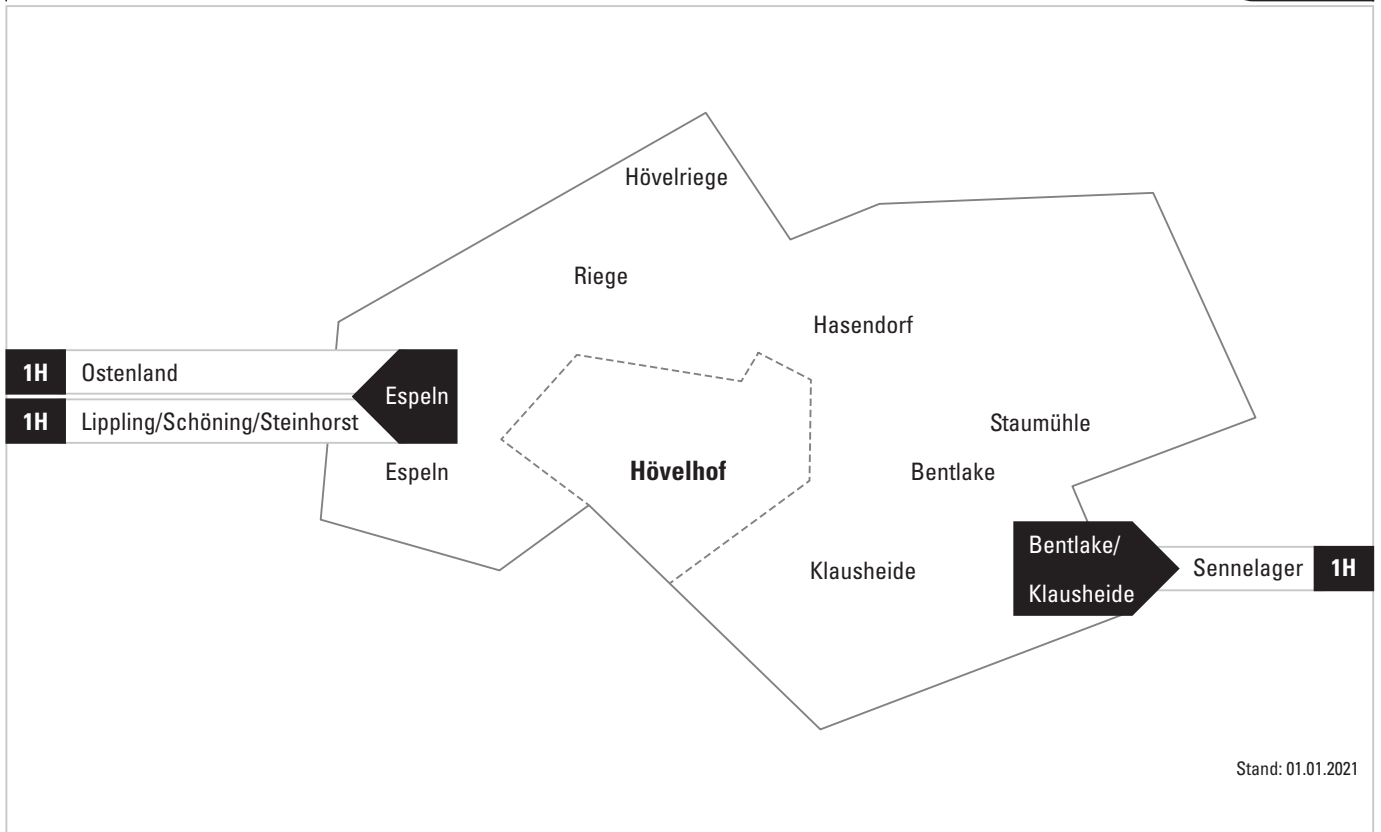 Hövelriege
Riege
Hasendorf
1H Ostenland
Espeln
1H Lippling/Schöning/Steinhorst
Staumühle
Espeln
Hövelhof
Bentlake
Bentlake/
Klausheide
Sennelager 1H
Klausheide
Stand: 01.01.2021